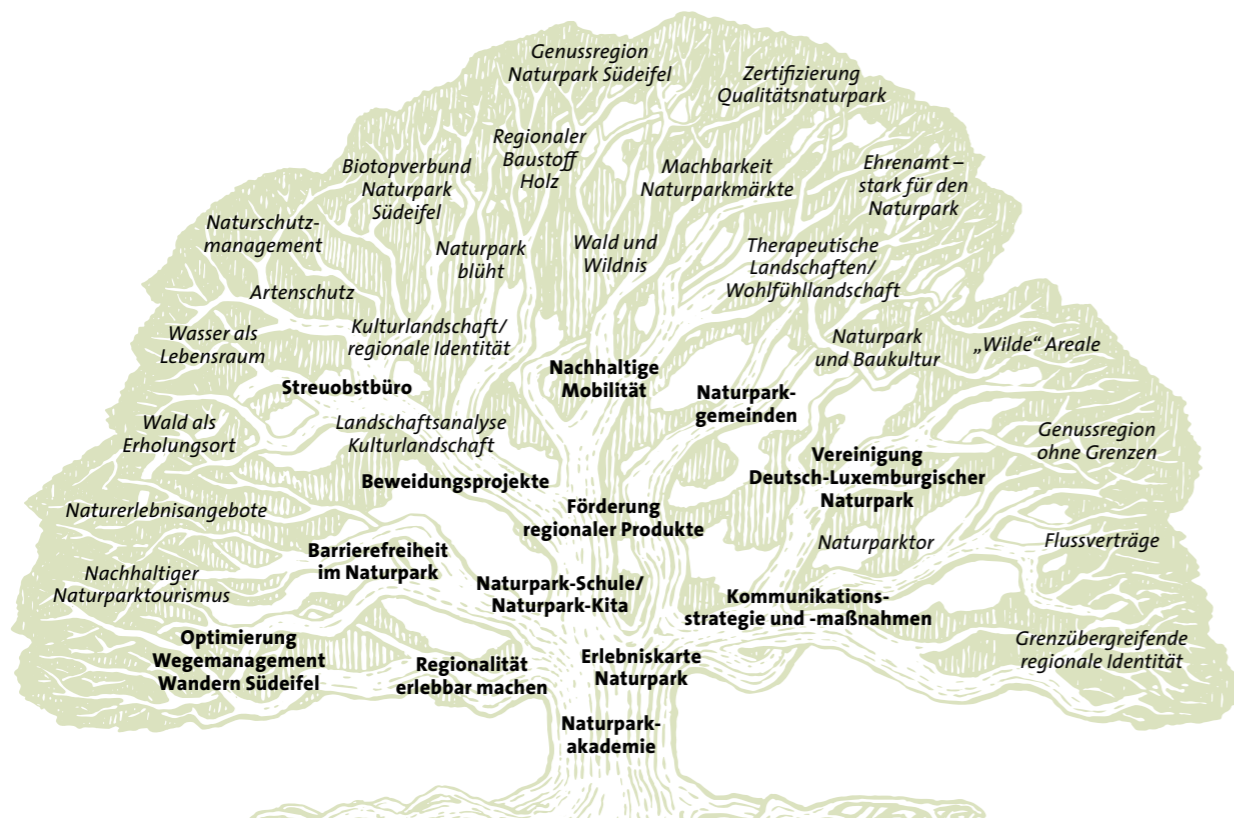 Genussregion
Naturpark Südeifel
Zertifizierung
Qualitätsnaturpark
Regionaler
Baustoff
Holz
Biotopverbund
Naturpark
Südeifel
Machbarkeit
Naturparkmärkte
Ehrenamt –
stark für den
Naturpark
Naturschutz-
management
Naturpark
blüht
Wald und
Wildnis
Therapeutische
Landschaften/
Wohlfühllandschaft
Artenschutz
Wasser als
Lebensraum
Kulturlandschaft/
regionale Identität
Naturpark
und Baukultur
„Wilde“ Areale
Streuobstbüro
Nachhaltige
Mobilität
Naturpark-
gemeinden
Wald als
Erholungsort
Landschaftsanalyse
Kulturlandschaft
Genussregion
ohne Grenzen
Vereinigung
Deutsch-Luxemburgischer
Naturpark
Beweidungsprojekte
Naturerlebnisangebote
Förderung
regionaler Produkte
Barrierefreiheit
im Naturpark
Naturparktor
Flussverträge
Nachhaltiger
Naturparktourismus
Naturpark-Schule/
Naturpark-Kita
Kommunikations-
strategie und -maßnahmen
Optimierung
Wegemanagement
Wandern Südeifel
Regionalität
erlebbar machen
Erlebniskarte
Naturpark
Grenzübergreifende
regionale Identität
Naturpark-
akademie